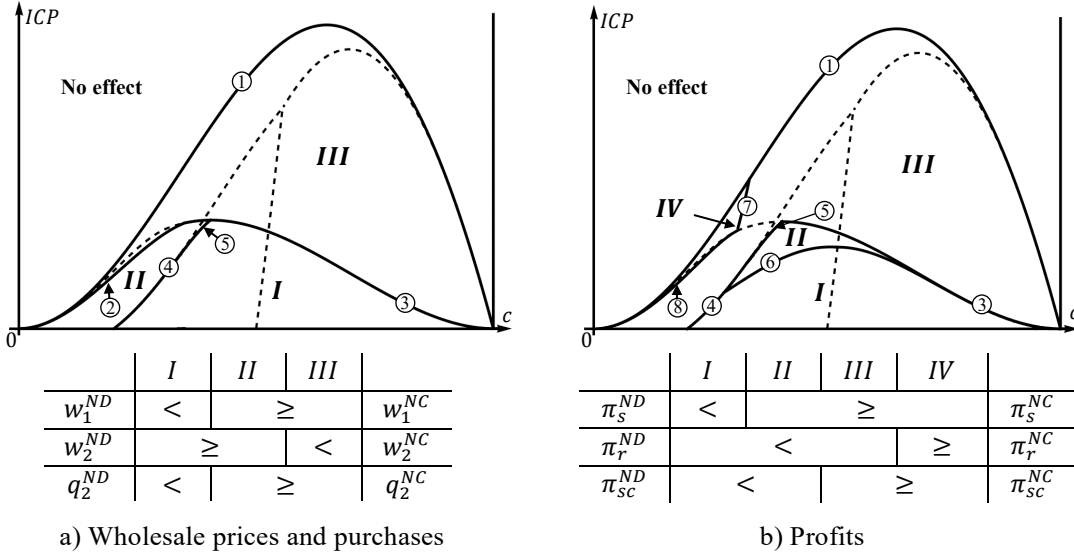 ICP
No effect
①
III
⑤
④
II
②
I
③
0
c
I II III
w_1^{ND} < ≥ w_1^{NC}
w_2^{ND} ≥ < w_2^{NC}
q_2^{ND} < ≥ q_2^{NC}
a) Wholesale prices and purchases
ICP
No effect
①
III
IV
⑦
⑤
II
⑥
I
⑧
④
③
0
c
I II III IV
π_s^{ND} < ≥ π_s^{NC}
π_r^{ND} < ≥ π_r^{NC}
π_{sc}^{ND} < ≥ π_{sc}^{NC}
b) Profits